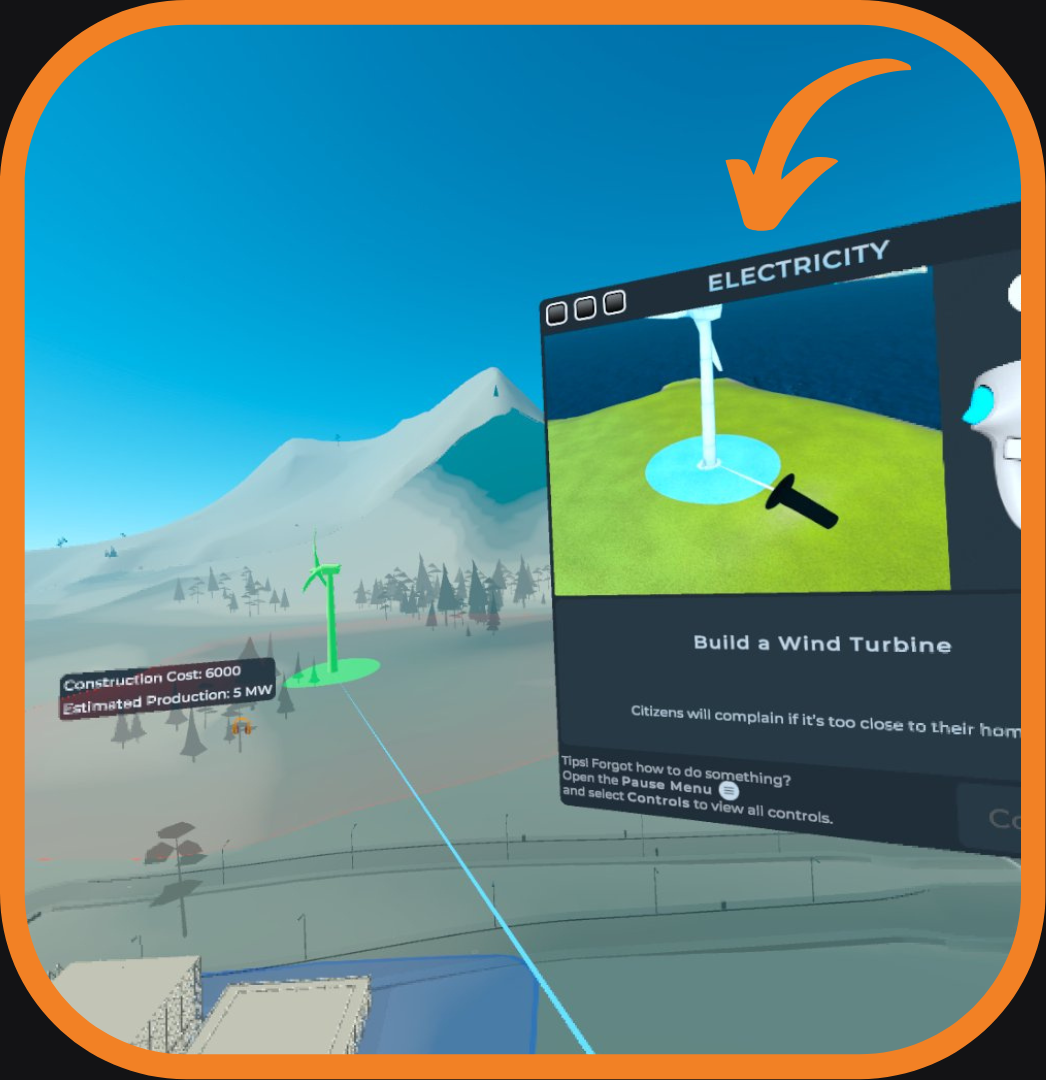 ELECTRICITY
Build a Wind Turbine
Construction Cost: 6000
Estimated Production: 5 MW
Citizens will complain if it's too close to their
Tips! Forgot how to do something?
Open the Pause Menu
and select Controls to view all controls.